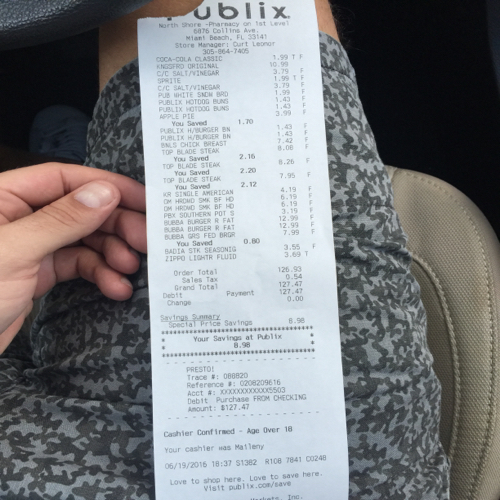 Publix
North Shore -Pharmacy on 1st Level
6876 Collins Ave.
Miami Beach, FL 33141
Store Manager: Curt Leonor
305-864-7405
COCA-COLA CLASSIC 1.99 T F
KNGSFRD ORIGINAL 10.99
C/C SALT/VINEGAR 3.79 F
SPRITE 1.99 T F
C/C SALT/VINEGAR 3.79 F
PUB WHITE SNDW BRD 1.99 F
PUBLIX HOTDOG BUNS 1.43 F
PUBLIX HOTDOG BUNS 1.43 F
APPLE PIE 3.99 F
You Saved 1.70
PUBLIX H/BURGER BN 1.43 F
PUBLIX H/BURGER BN 1.43 F
BNLS CHICK BREAST 7.42 F
TOP BLADE STEAK 8.06 F
You Saved 2.16
TOP BLADE STEAK 8.26 F
You Saved 2.20
TOP BLADE STEAK 7.95 F
You Saved 2.12
KR SINGLE AMERICAN 4.19 F
OM HRDWD SMK BF HD 6.19 F
OM HRDWD SMK BF HD 6.19 F
PBX SOUTHERN POT S 3.19 F
BUBBA BURGER R FAT 12.99 F
BUBBA BURGER R FAT 12.99 F
BUBBA GRS FED BRGR 7.99 F
You Saved 0.80
BADIA STK SEASONIG 3.55 F
ZIPPO LIGHTR FLUID 3.69 T
Order Total 126.93
Sales Tax 0.54
Grand Total 127.47
Debit Payment 127.47
Change 0.00
Savings Summary
Special Price Savings 8.98
****************************************
* Your Savings at Publix *
* 8.98 *
****************************************
PRESTO!
Trace #: 088820
Reference #: 0208209616
Acct #: XXXXXXXXXXXX5503
Debit Purchase FROM CHECKING
Amount: $127.47
Cashier Confirmed - Age Over 18
Your cashier was Maileny
06/19/2016 18:37 S1382 R108 7841 C0248
Love to shop here. Love to save here.
Visit publix.com/save
Markets, Inc.